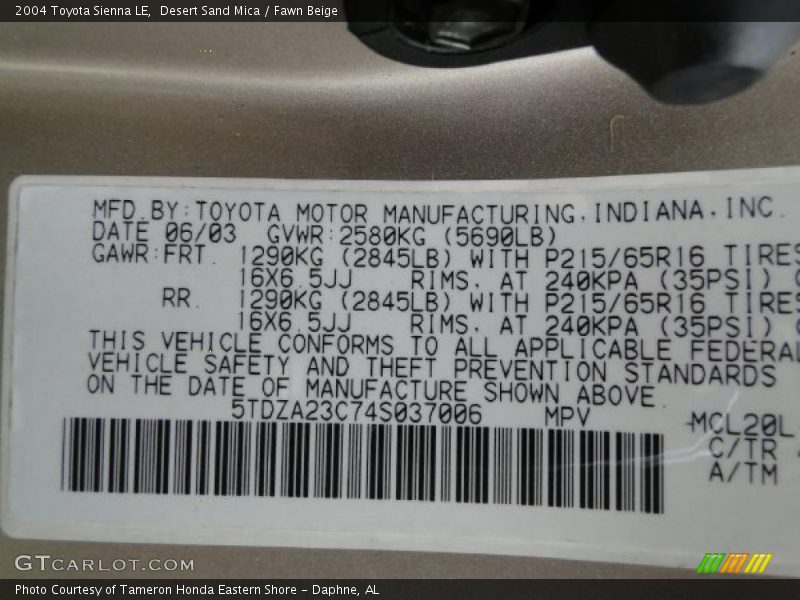 2004 Toyota Sienna LE,  Desert Sand Mica / Fawn Beige
MFD.BY:TOYOTA MOTOR MANUFACTURING,INDIANA,INC.
DATE 06/03 GVWR:2580KG (5690LB)
GAWR:FRT. 1290KG (2845LB) WITH P215/65R16 TIRES
16X6.5JJ RIMS. AT 240KPA (35PSI)
RR. 1290KG (2845LB) WITH P215/65R16 TIRES
16X6.5JJ RIMS. AT 240KPA (35PSI)
THIS VEHICLE CONFORMS TO ALL APPLICABLE FEDERAL
VEHICLE SAFETY AND THEFT PREVENTION STANDARDS
ON THE DATE OF MANUFACTURE SHOWN ABOVE.
5TDZA23C74S037006 MPV
MCL20L
C/TR
A/TM
GTCARLOT.COM
Photo Courtesy of Tameron Honda Eastern Shore – Daphne, AL